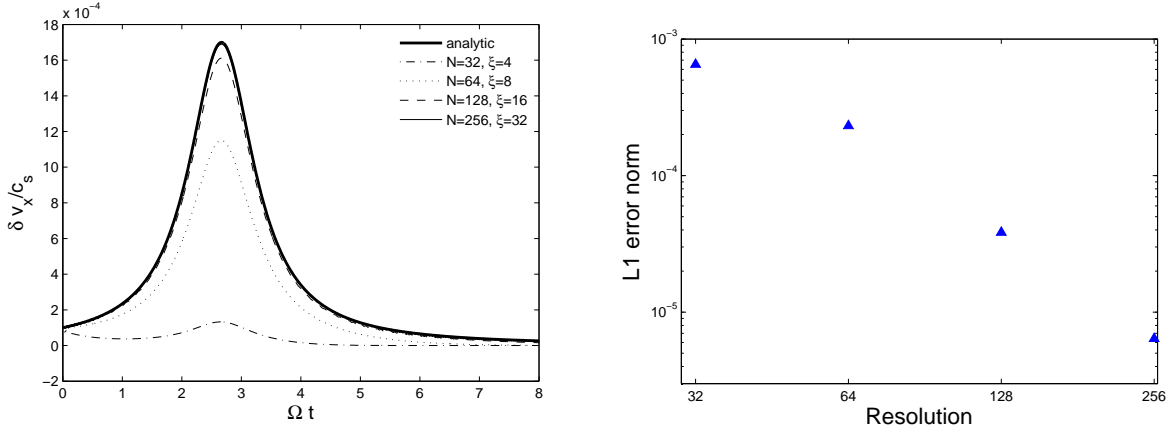 x 10⁻⁴
18
16
14
12
10
8
6
4
2
0
−2
δ vₓ/cₛ
0 1 2 3 4 5 6 7 8
Ω t
analytic
N=32, ξ=4
N=64, ξ=8
N=128, ξ=16
N=256, ξ=32
10⁻³
10⁻⁴
10⁻⁵
L1 error norm
32 64 128 256
Resolution